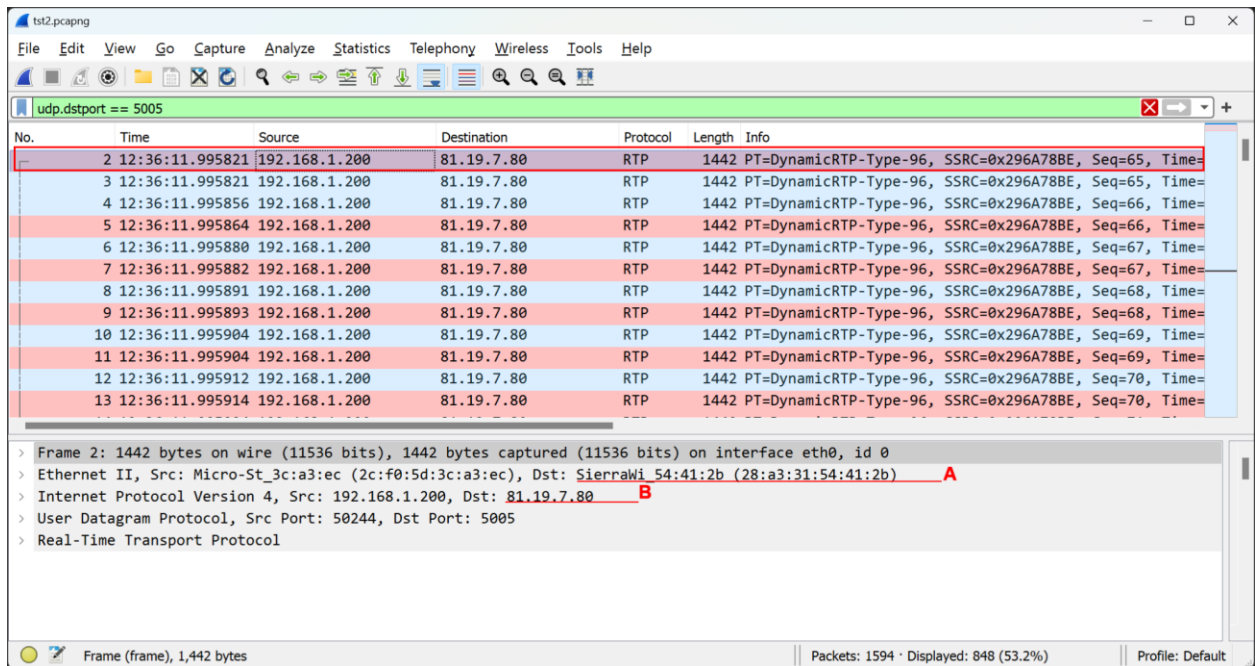 tst2.pcapng
File Edit View Go Capture Analyze Statistics Telephony Wireless Tools Help
udp.dstport == 5005
No. Time Source Destination Protocol Length Info
2 12:36:11.995821 192.168.1.200 81.19.7.80 RTP 1442 PT=DynamicRTP-Type-96, SSRC=0x296A78BE, Seq=65, Time=
3 12:36:11.995821 192.168.1.200 81.19.7.80 RTP 1442 PT=DynamicRTP-Type-96, SSRC=0x296A78BE, Seq=65, Time=
4 12:36:11.995856 192.168.1.200 81.19.7.80 RTP 1442 PT=DynamicRTP-Type-96, SSRC=0x296A78BE, Seq=66, Time=
5 12:36:11.995864 192.168.1.200 81.19.7.80 RTP 1442 PT=DynamicRTP-Type-96, SSRC=0x296A78BE, Seq=66, Time=
6 12:36:11.995880 192.168.1.200 81.19.7.80 RTP 1442 PT=DynamicRTP-Type-96, SSRC=0x296A78BE, Seq=67, Time=
7 12:36:11.995882 192.168.1.200 81.19.7.80 RTP 1442 PT=DynamicRTP-Type-96, SSRC=0x296A78BE, Seq=67, Time=
8 12:36:11.995891 192.168.1.200 81.19.7.80 RTP 1442 PT=DynamicRTP-Type-96, SSRC=0x296A78BE, Seq=68, Time=
9 12:36:11.995893 192.168.1.200 81.19.7.80 RTP 1442 PT=DynamicRTP-Type-96, SSRC=0x296A78BE, Seq=68, Time=
10 12:36:11.995904 192.168.1.200 81.19.7.80 RTP 1442 PT=DynamicRTP-Type-96, SSRC=0x296A78BE, Seq=69, Time=
11 12:36:11.995904 192.168.1.200 81.19.7.80 RTP 1442 PT=DynamicRTP-Type-96, SSRC=0x296A78BE, Seq=69, Time=
12 12:36:11.995912 192.168.1.200 81.19.7.80 RTP 1442 PT=DynamicRTP-Type-96, SSRC=0x296A78BE, Seq=70, Time=
13 12:36:11.995914 192.168.1.200 81.19.7.80 RTP 1442 PT=DynamicRTP-Type-96, SSRC=0x296A78BE, Seq=70, Time=
> Frame 2: 1442 bytes on wire (11536 bits), 1442 bytes captured (11536 bits) on interface eth0, id 0
> Ethernet II, Src: Micro-St_3c:a3:ec (2c:f0:5d:3c:a3:ec), Dst: SierraWi_54:41:2b (28:a3:31:54:41:2b) A
> Internet Protocol Version 4, Src: 192.168.1.200, Dst: 81.19.7.80 B
> User Datagram Protocol, Src Port: 50244, Dst Port: 5005
> Real-Time Transport Protocol
Frame (frame), 1,442 bytes Packets: 1594 · Displayed: 848 (53.2%) Profile: Default